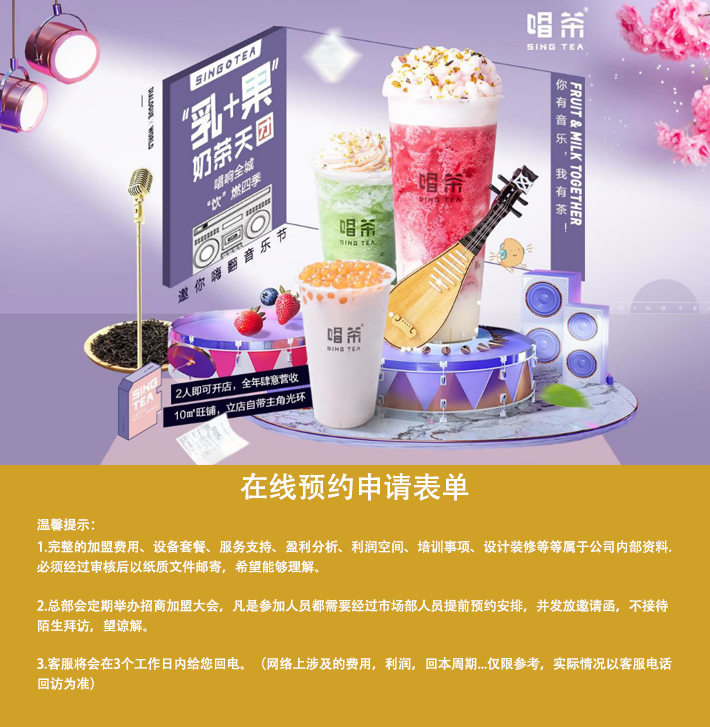 唱茶
SING TEA
SINGOTEA
"乳+果"
奶茶天团
唱响全城
"饮"燃四季
邀你嗨翻音乐节
DIALOGUE × WORLD
FRUIT & MILK TOGETHER
你有音乐，我有茶！
唱茶
SING TEA
唱茶
SING TEA
唱茶
SING TEA
SING TEA
SING
TEA
2人即可开店，全年肆意营收
10㎡旺铺，立店自带主角光环
在线预约申请表单
温馨提示：
1.完整的加盟费用、设备套餐、服务支持、盈利分析、利润空间、培训事项、设计装修等等属于公司内部资料.
必须经过审核后以纸质文件邮寄，希望能够理解。
2.总部会定期举办招商加盟大会，凡是参加人员都需要经过市场部人员提前预约安排，并发放邀请函，不接待
陌生拜访，望谅解。
3.客服将会在3个工作日内给您回电。（网络上涉及的费用，利润，回本周期...仅限参考，实际情况以客服电话
回访为准）